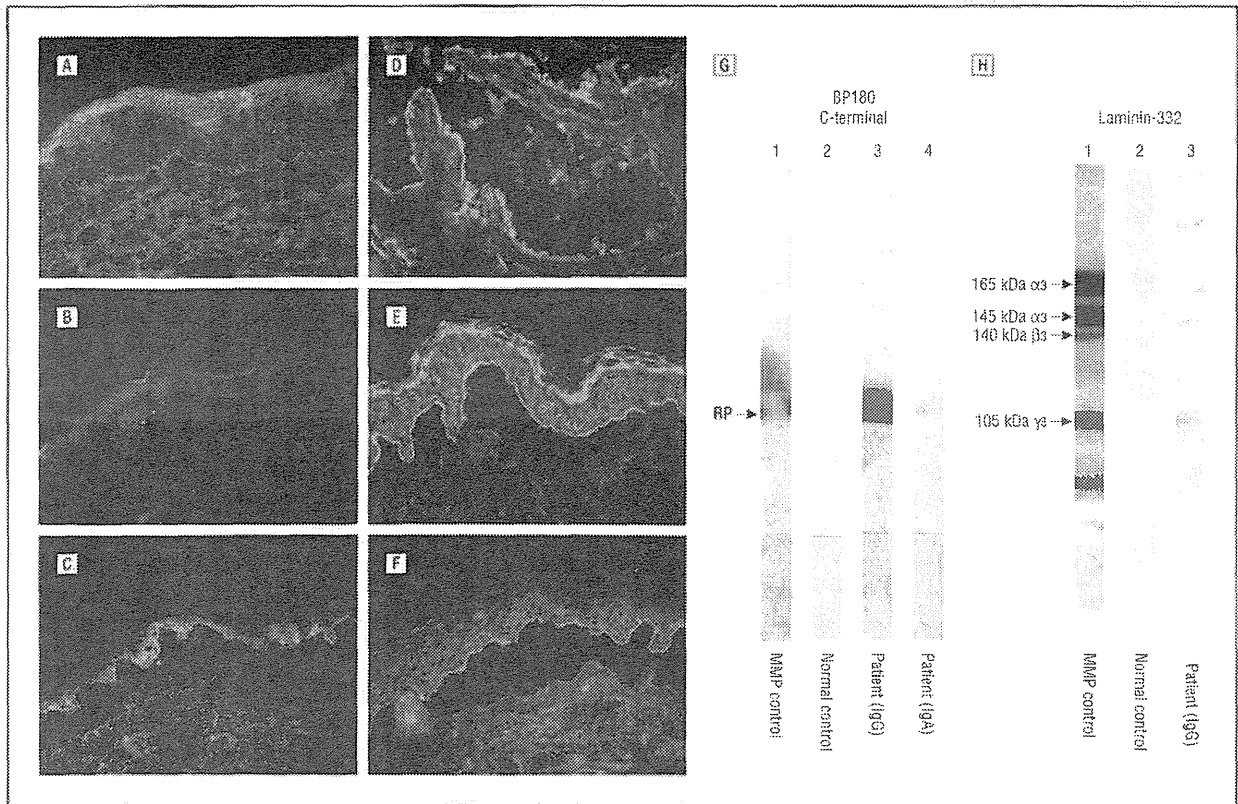 A
B
C
D
E
F
G
BP180
C-terminal
1 2 3 4
RP
MMP control
Normal control
Patient (IgG)
Patient (IgA)
H
Laminin-332
1 2 3
165 kDa α3
145 kDa α3
140 kDa β3
105 kDa γ3
MMP control
Normal control
Patient (IgG)